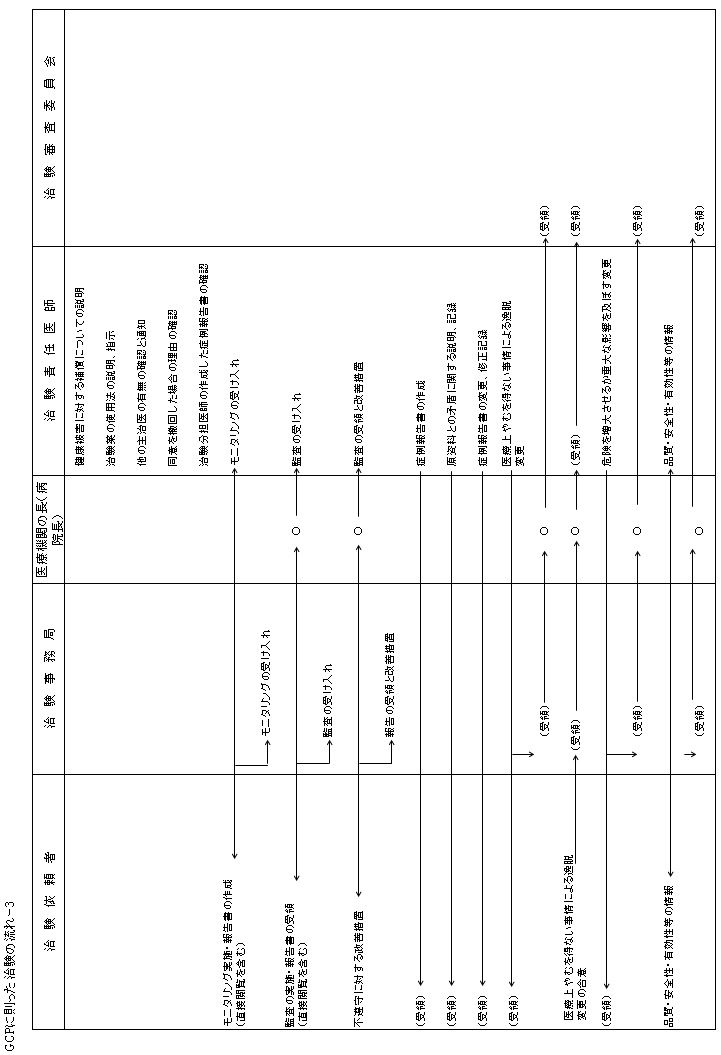 GCPに則った治験の流れ－3
治験依頼者
治験事務局
医療機関の長(病
院長)
治験責任医師
治験審査委員会
健康被害に対する補償についての説明
治験薬の使用法の説明、指示
他の主治医の有無の確認と通知
同意を撤回した場合の理由の確認
治験分担医師の作成した症例報告書の確認
モニタリング実施・報告書の作成
(直接閲覧を含む)
モニタリングの受け入れ
モニタリングの受け入れ
監査の実施・報告書の受領
(直接閲覧を含む)
監査の受け入れ
○
監査の受け入れ
不遵守に対する改善措置
報告の受領と改善措置
○
監査の受領と改善措置
(受領)
症例報告書の作成
(受領)
原資料との矛盾に関する説明、記録
(受領)
症例報告書の変更、修正記録
(受領)
医療上やむを得ない事情による逸脱
変更
(受領)
○
(受領)
医療上やむを得ない事情による逸脱
変更の合意
(受領)
○
(受領)
(受領)
(受領)
危険を増大させるか重大な影響を及ぼす変更
(受領)
○
(受領)
品質・安全性・有効性等の情報
品質・安全性・有効性等の情報
(受領)
○
(受領)